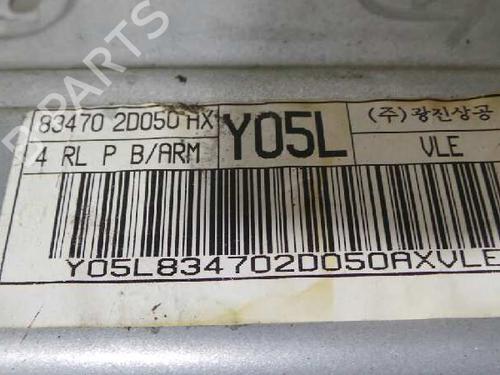 83470 2D050 AX
Y05L
(주)광진상공
4 RL P B/ARM
VLE
Y05L834702D050AXVLE
B-PARTS